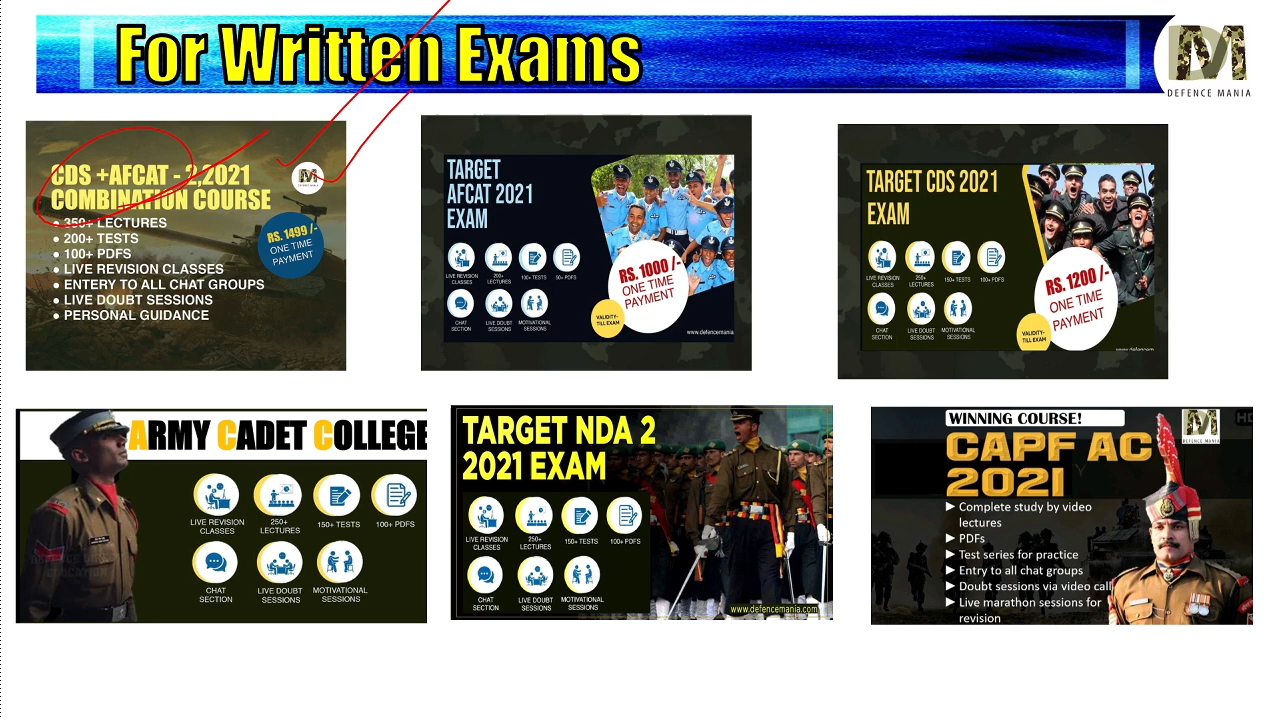 For Written Exams
DM
DEFENCE MANIA
CDS +AFCAT - 2,2021
COMBINATION COURSE
● 350+ LECTURES
● 200+ TESTS
● 100+ PDFS
● LIVE REVISION CLASSES
● ENTERY TO ALL CHAT GROUPS
● LIVE DOUBT SESSIONS
● PERSONAL GUIDANCE
RS. 1499 /-
ONE TIME
PAYMENT
TARGET
AFCAT 2021
EXAM
LIVE REVISION
CLASSES
200+
LECTURES
100+ TESTS
50+ PDFS
CHAT
SECTION
LIVE DOUBT
SESSIONS
MOTIVATIONAL
SESSIONS
RS. 1000 /-
ONE TIME
PAYMENT
VALIDITY-
TILL EXAM
www.defencemania
TARGET CDS 2021
EXAM
LIVE REVISION
CLASSES
250+
LECTURES
150+ TESTS
100+ PDFS
CHAT
SECTION
LIVE DOUBT
SESSIONS
MOTIVATIONAL
SESSIONS
RS. 1200 /-
ONE TIME
PAYMENT
VALIDITY-
TILL EXAM
ARMY CADET COLLEGE
LIVE REVISION
CLASSES
250+
LECTURES
150+ TESTS
100+ PDFS
CHAT
SECTION
LIVE DOUBT
SESSIONS
MOTIVATIONAL
SESSIONS
TARGET NDA 2
2021 EXAM
LIVE REVISION
CLASSES
250+
LECTURES
150+ TESTS
100+ PDFS
CHAT
SECTION
LIVE DOUBT
SESSIONS
MOTIVATIONAL
SESSIONS
www.defencemania.com
WINNING COURSE!
DM
DEFENCE MANIA
HD
CAPF AC
2021
▶ Complete study by video
lectures
▶ PDFs
▶ Test series for practice
▶ Entry to all chat groups
▶ Doubt sessions via video call
▶ Live marathon sessions for
revision